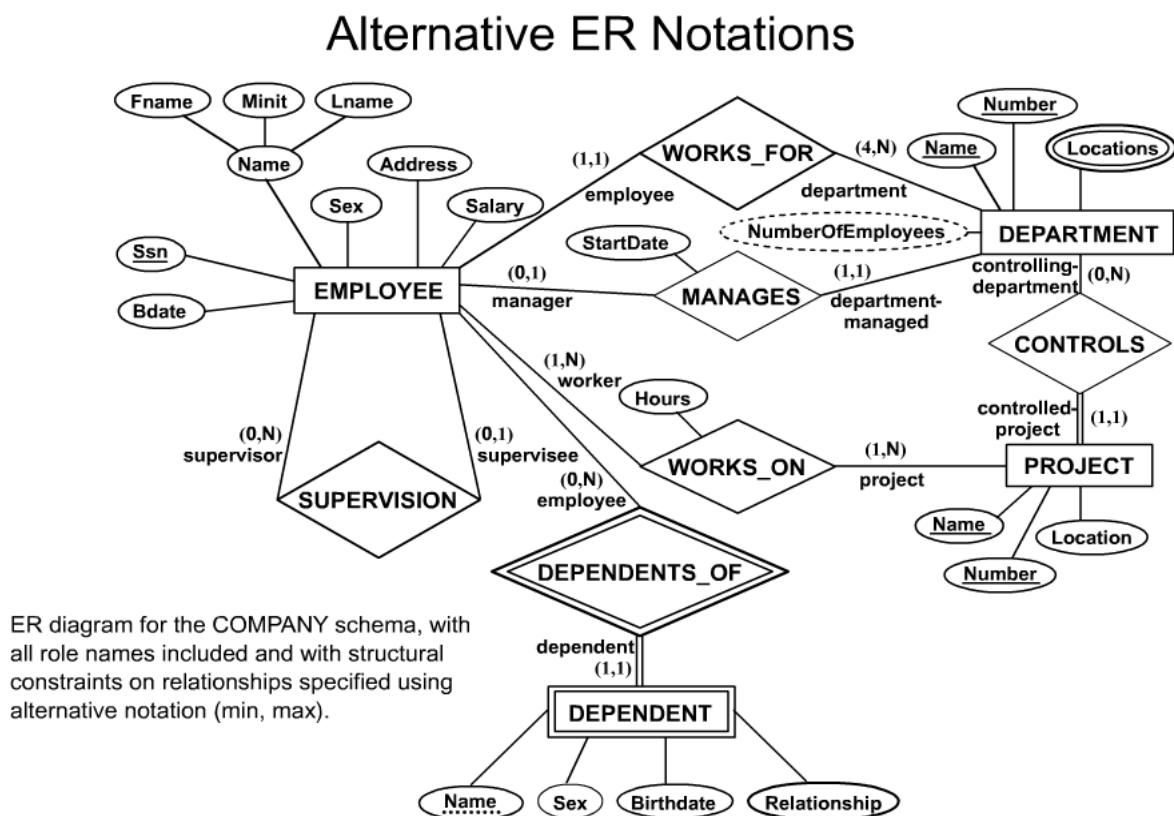 Alternative ER Notations
Fname
Minit
Lname
Name
Address
Sex
Salary
Ssn
Bdate
EMPLOYEE
(1,1)
employee
WORKS_FOR
(4,N)
department
Number
Name
Locations
NumberOfEmployees
DEPARTMENT
StartDate
(0,1)
manager
MANAGES
(1,1)
department-
managed
controlling-
department
(0,N)
CONTROLS
controlled-
project
(1,1)
PROJECT
Name
Number
Location
(1,N)
worker
Hours
WORKS_ON
(1,N)
project
(0,N)
supervisor
(0,1)
supervisee
SUPERVISION
(0,N)
employee
DEPENDENTS_OF
dependent
(1,1)
DEPENDENT
Name
Sex
Birthdate
Relationship
ER diagram for the COMPANY schema, with
all role names included and with structural
constraints on relationships specified using
alternative notation (min, max).